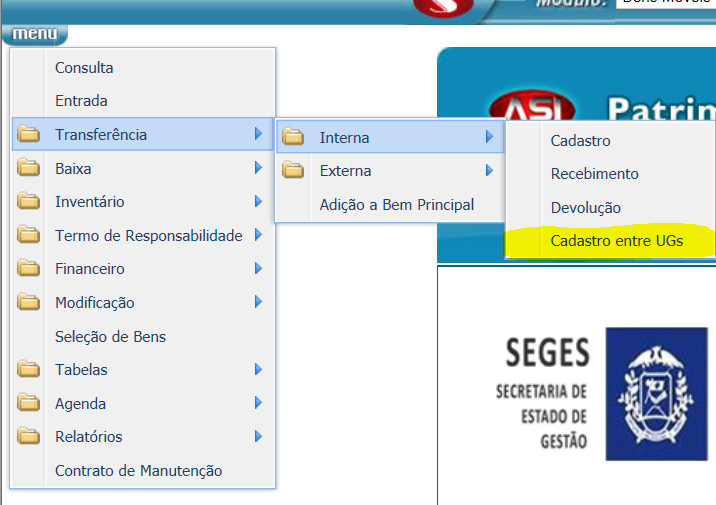 Módulo: Bens Móveis
menu
Consulta
Entrada
Transferência
Baixa
Inventário
Termo de Responsabilidade
Financeiro
Modificação
Seleção de Bens
Tabelas
Agenda
Relatórios
Contrato de Manutenção
Interna
Externa
Adição a Bem Principal
Cadastro
Recebimento
Devolução
Cadastro entre UGs
ASI
Patrim
SEGES
SECRETARIA DE
ESTADO DE
GESTÃO